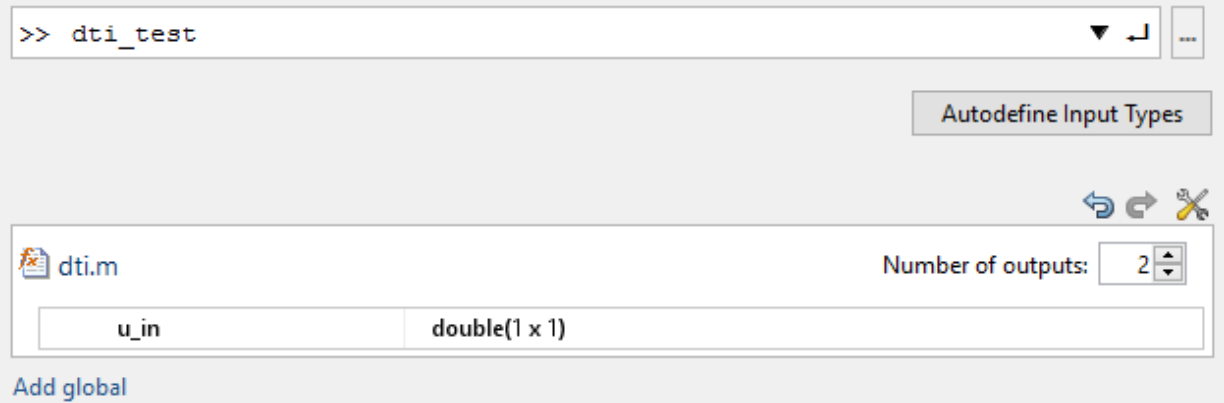 >> dti_test
...
Autodefine Input Types
dti.m Number of outputs: 2
u_in double(1 x 1)
Add global